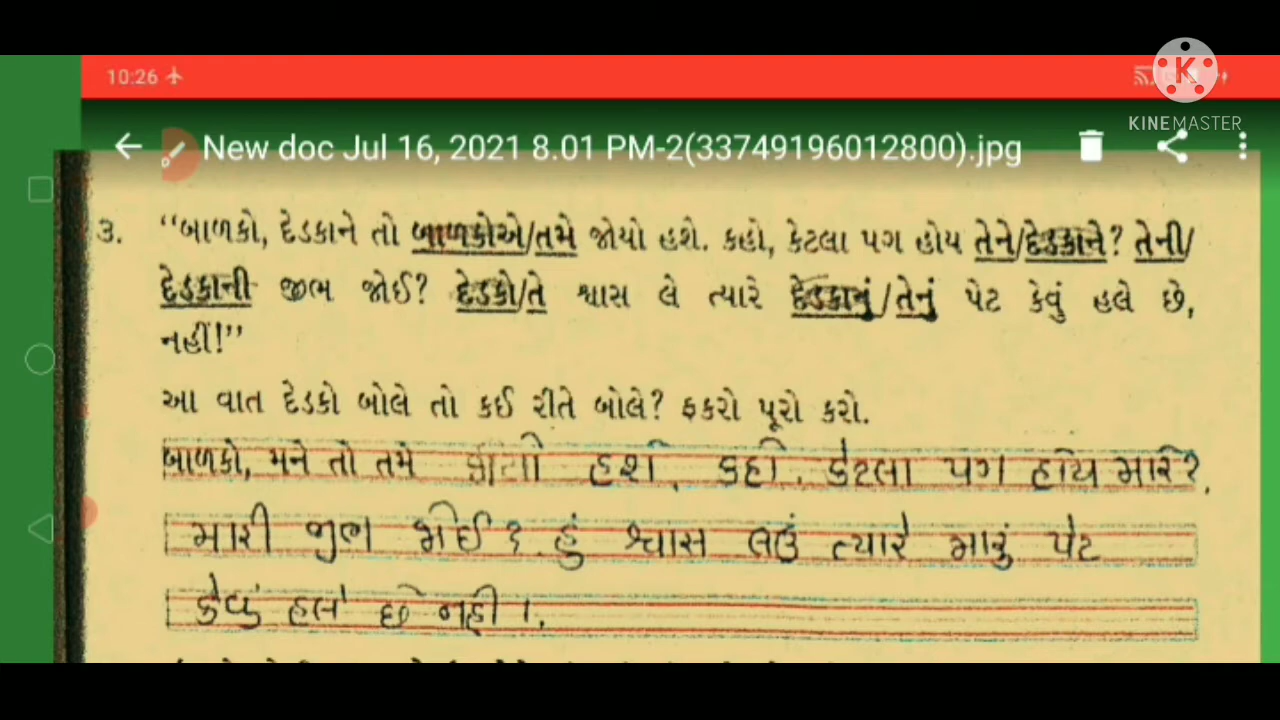 10:26
KINEMASTER
New doc Jul 16, 2021 8.01 PM-2(33749196012800).jpg
૩. “બાળકો, દેડકાને તો બાળકોએ/તમે જોયો હશે. કહો, કેટલા પગ હોય તેને/દેડકાને? તેની/
દેડકાની જીભ જોઈ? દેડકો/તે શ્વાસ લે ત્યારે દેડકાનું/તેનું પેટ કેવું હલે છે,
નહીં!”
આ વાત દેડકો બોલે તો કઈ રીતે બોલે? ફકરો પૂરો કરો.
બાળકો, મને તો તમે જોયો હશે. કહો. કેટલા પગ હોય મારે?
મારી જીભ જોઈ? હું શ્વાસ લઉં ત્યારે મારું પેટ
કેવું હલે છે નહી !.